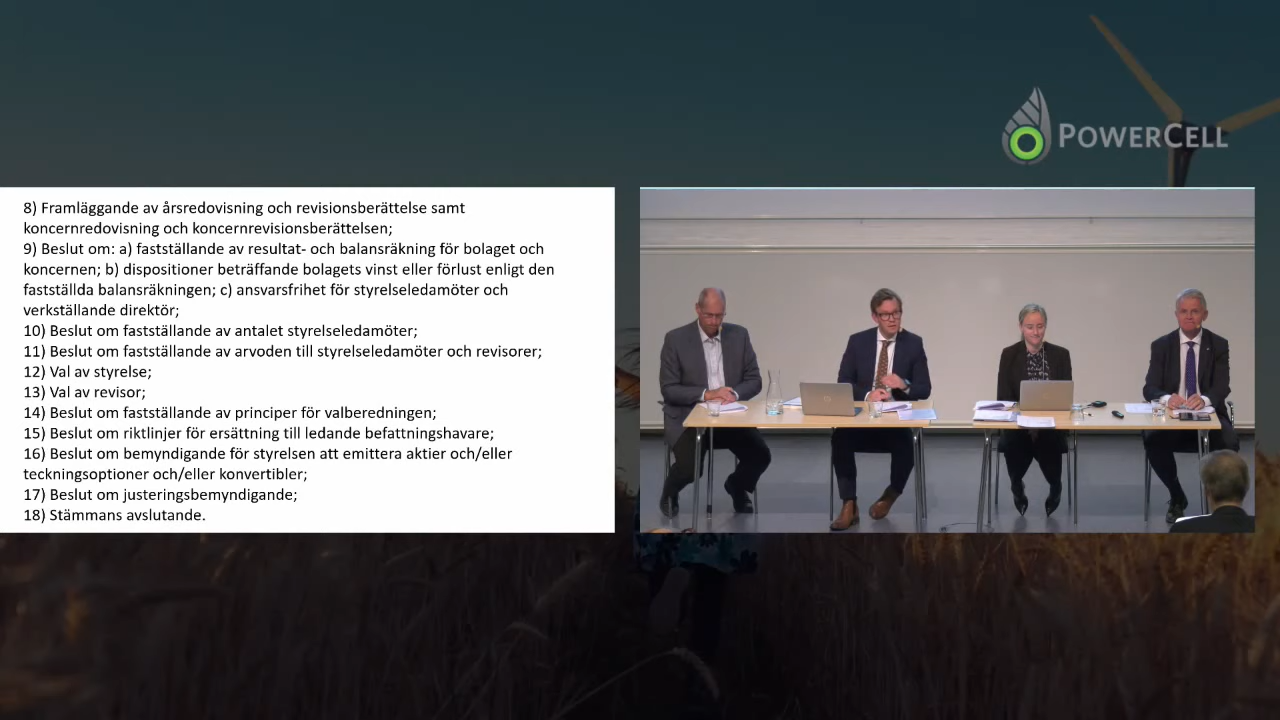 POWERCELL
8) Framläggande av årsredovisning och revisionsberättelse samt
koncernredovisning och koncernrevisionsberättelsen;
9) Beslut om: a) fastställande av resultat- och balansräkning för bolaget och
koncernen; b) dispositioner beträffande bolagets vinst eller förlust enligt den
fastställda balansräkningen; c) ansvarsfrihet för styrelseledamöter och
verkställande direktör;
10) Beslut om fastställande av antalet styrelseledamöter;
11) Beslut om fastställande av arvoden till styrelseledamöter och revisorer;
12) Val av styrelse;
13) Val av revisor;
14) Beslut om fastställande av principer för valberedningen;
15) Beslut om riktlinjer för ersättning till ledande befattningshavare;
16) Beslut om bemyndigande för styrelsen att emittera aktier och/eller
teckningsoptioner och/eller konvertibler;
17) Beslut om justeringsbemyndigande;
18) Stämmans avslutande.